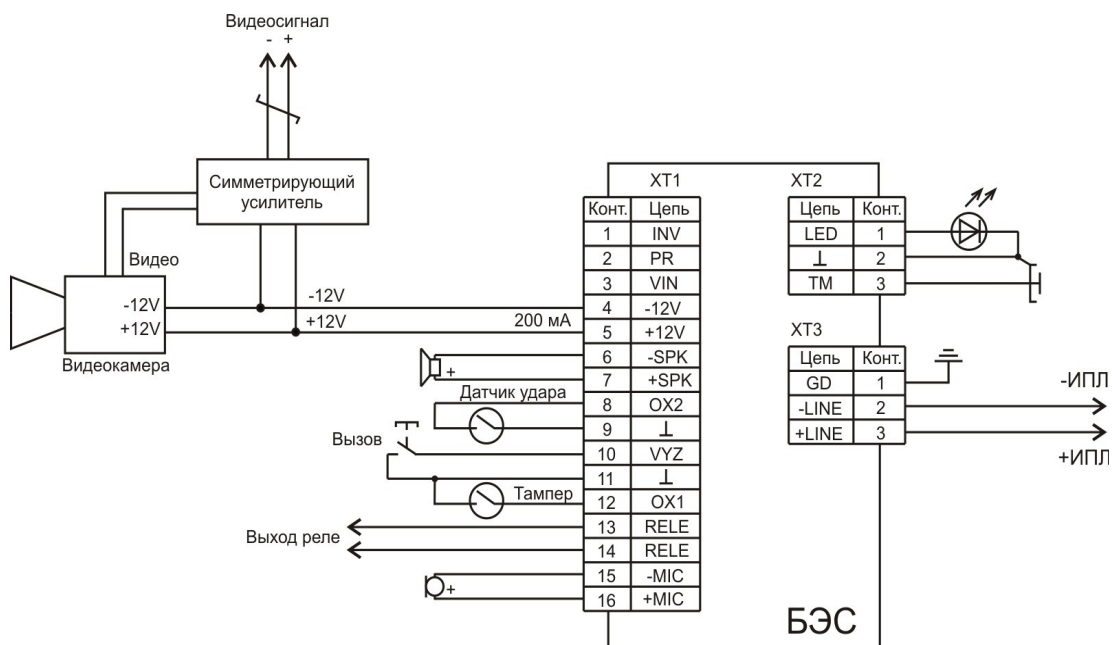 Видеосигнал
- +
Симметрирующий
усилитель
Видео
-12V
+12V
Видеокамера
-12V
+12V
200 мА
+
Датчик удара
Вызов
Тампер
Выход реле
+
XT1
Конт. Цепь
1 INV
2 PR
3 VIN
4 -12V
5 +12V
6 -SPK
7 +SPK
8 OX2
9 ⊥
10 VYZ
11 ⊥
12 OX1
13 RELE
14 RELE
15 -MIC
16 +MIC
XT2
Цепь Конт.
LED 1
⊥ 2
TM 3
XT3
Цепь Конт.
GD 1
-LINE 2
+LINE 3
-ИПЛ
+ИПЛ
БЭС